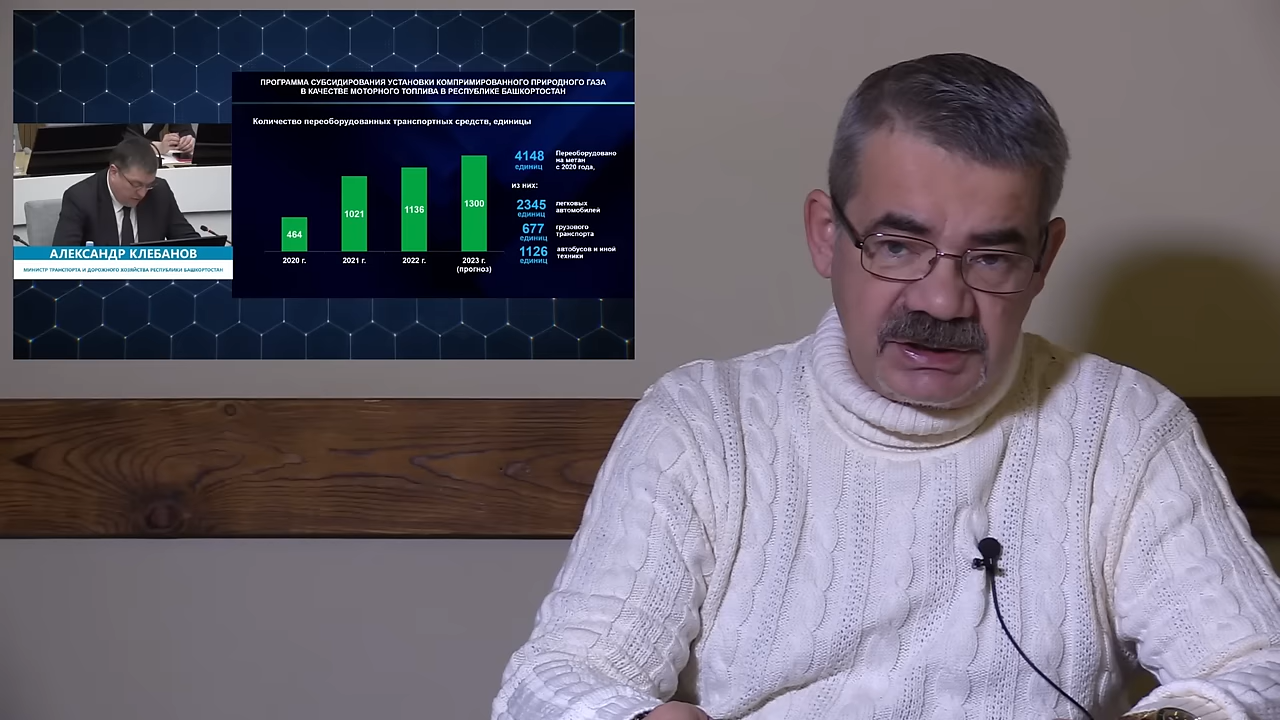 ПРОГРАММА СУБСИДИРОВАНИЯ УСТАНОВКИ КОМПРИМИРОВАННОГО ПРИРОДНОГО ГАЗА
В КАЧЕСТВЕ МОТОРНОГО ТОПЛИВА В РЕСПУБЛИКЕ БАШКОРТОСТАН
Количество переоборудованных транспортных средств, единицы
464
1021
1136
1300
2020 г.
2021 г.
2022 г.
2023 г.
(прогноз)
4148
единиц
Переоборудовано
на метан
с 2020 года,
из них:
2345
единиц
легковых
автомобилей
677
единиц
грузового
транспорта
1126
единиц
автобусов и иной
техники
АЛЕКСАНДР КЛЕБАНОВ
МИНИСТР ТРАНСПОРТА И ДОРОЖНОГО ХОЗЯЙСТВА РЕСПУБЛИКИ БАШКОРТОСТАН